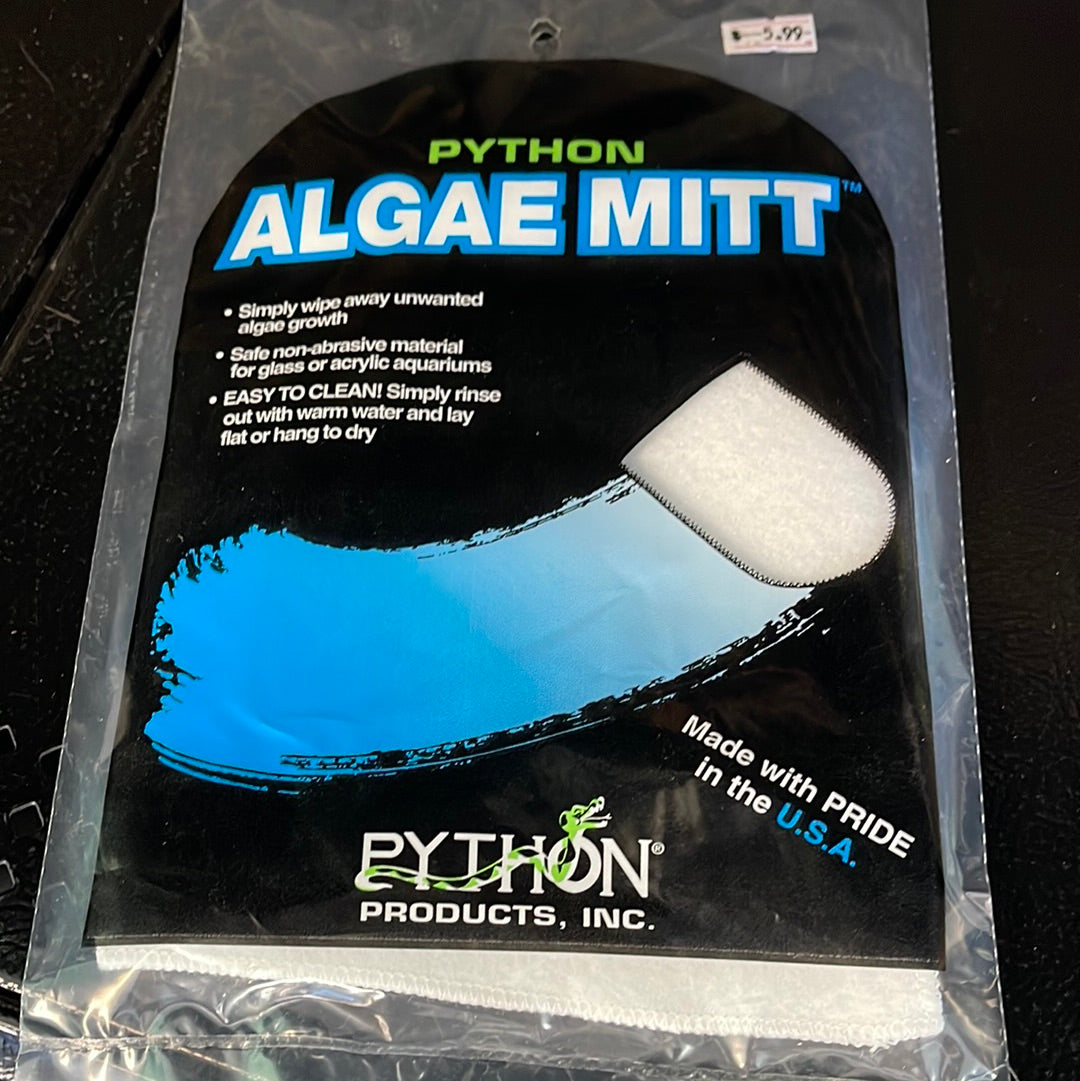 5.99
PYTHON
ALGAE MITT™
• Simply wipe away unwanted
algae growth
• Safe non-abrasive material
for glass or acrylic aquariums
• EASY TO CLEAN! Simply rinse
out with warm water and lay
flat or hang to dry
Made with PRIDE
in the U.S.A.
PYTHON®
PRODUCTS, INC.